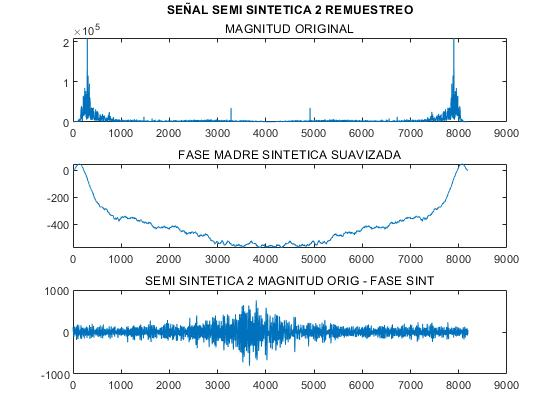 SEÑAL SEMI SINTETICA 2 REMUESTREO
MAGNITUD ORIGINAL
×10^5
2
1
0
0 1000 2000 3000 4000 5000 6000 7000 8000 9000
FASE MADRE SINTETICA SUAVIZADA
0
-200
-400
0 1000 2000 3000 4000 5000 6000 7000 8000 9000
SEMI SINTETICA 2 MAGNITUD ORIG - FASE SINT
1000
0
-1000
0 1000 2000 3000 4000 5000 6000 7000 8000 9000